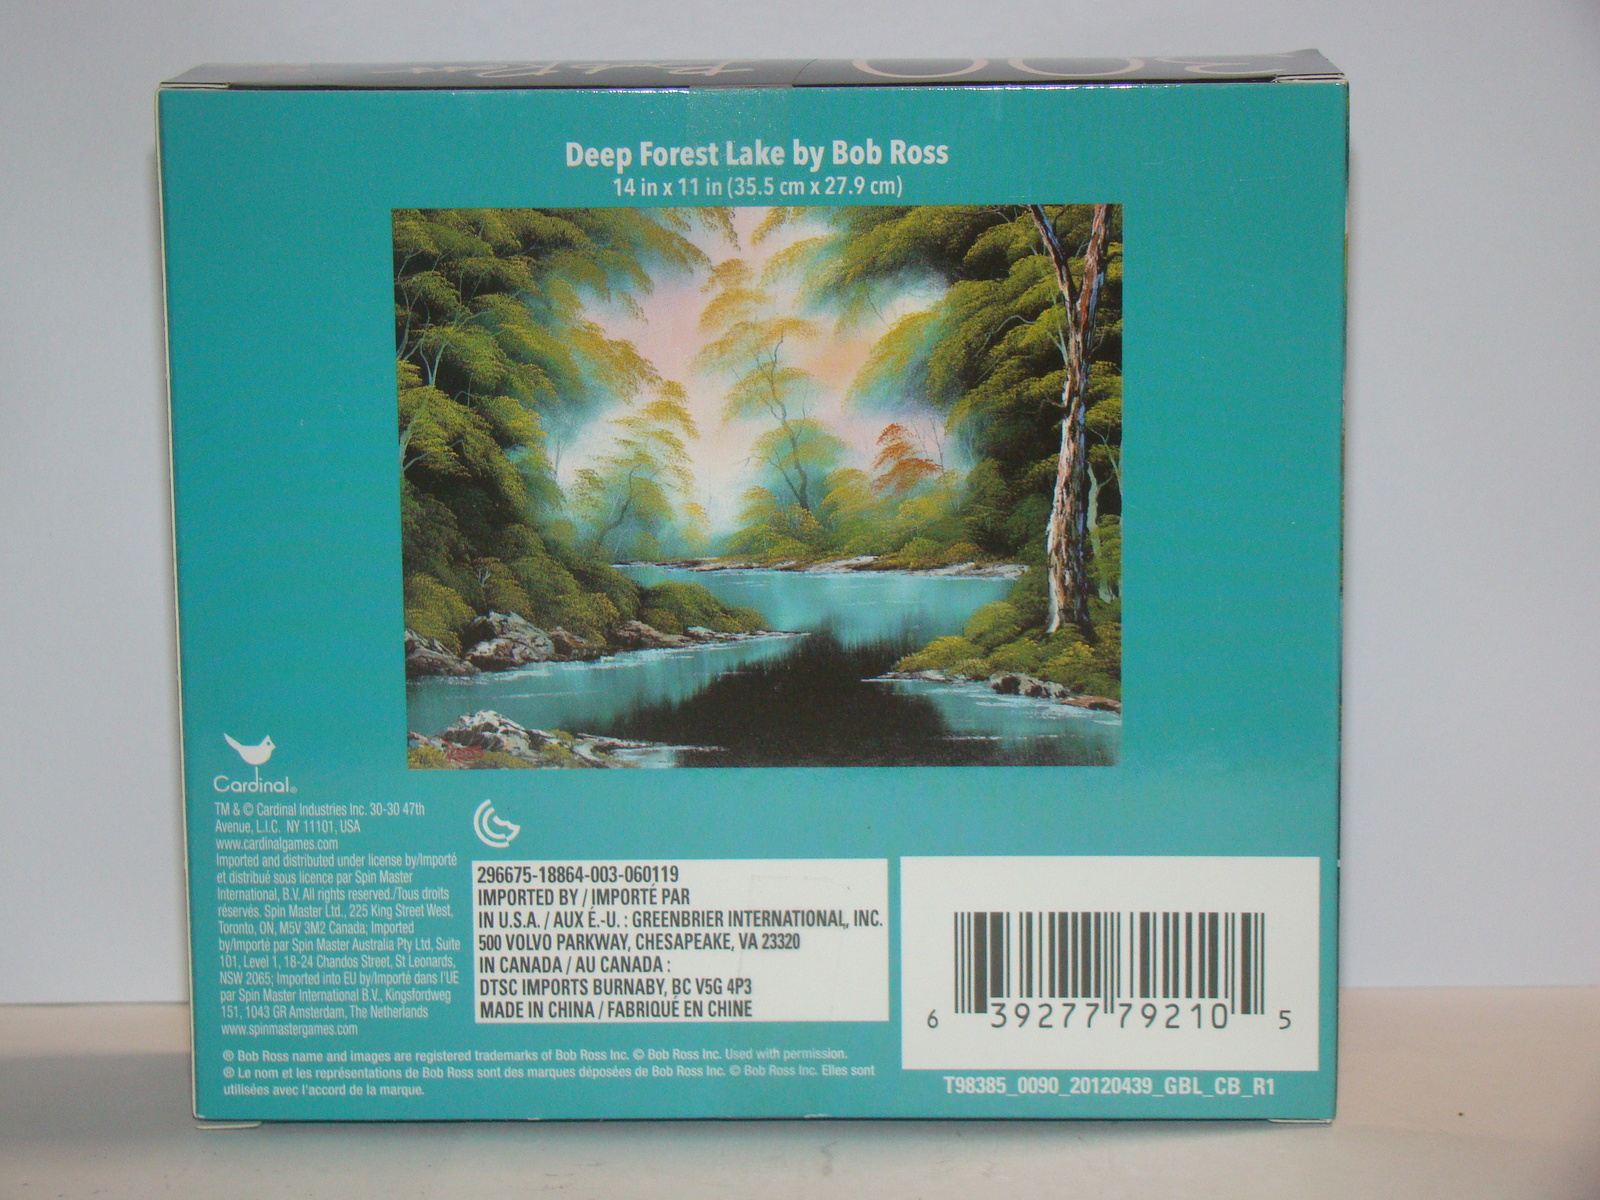 Bob Ross
300
Deep Forest Lake by Bob Ross
14 in x 11 in (35.5 cm x 27.9 cm)
Cardinal®
TM & © Cardinal Industries Inc. 30-30 47th
Avenue, L.I.C. NY 11101, USA
www.cardinalgames.com
Imported and distributed under license by/Importé
et distribué sous licence par Spin Master
International, B.V. All rights reserved./Tous droits
réservés. Spin Master Ltd., 225 King Street West,
Toronto, ON, M5V 3M2 Canada; Imported
by/importé par Spin Master Australia Pty Ltd, Suite
101, Level 1, 18-24 Chandos Street, St Leonards,
NSW 2065; Imported into EU by/Importé dans l'UE
par Spin Master International B.V., Kingsfordweg
151, 1043 GR Amsterdam, The Netherlands
www.spinmastergames.com
296675-18864-003-060119
IMPORTED BY / IMPORTÉ PAR
IN U.S.A. / AUX É.-U. : GREENBRIER INTERNATIONAL, INC.
500 VOLVO PARKWAY, CHESAPEAKE, VA 23320
IN CANADA / AU CANADA :
DTSC IMPORTS BURNABY, BC V5G 4P3
MADE IN CHINA / FABRIQUÉ EN CHINE
6 39277 79210 5
T98385_0090_20120439_GBL_CB_R1
® Bob Ross name and images are registered trademarks of Bob Ross Inc. © Bob Ross Inc. Used with permission.
® Le nom et les représentations de Bob Ross sont des marques déposées de Bob Ross Inc. © Bob Ross Inc. Elles sont
utilisées avec l'accord de la marque.